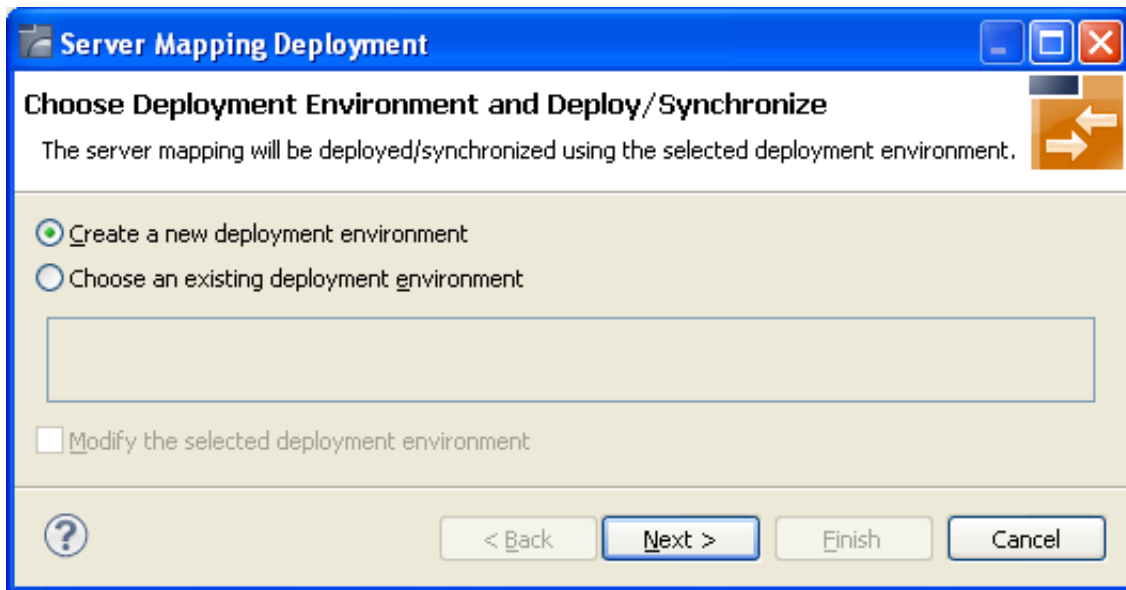 Server Mapping Deployment
Choose Deployment Environment and Deploy/Synchronize
The server mapping will be deployed/synchronized using the selected deployment environment.
Create a new deployment environment
Choose an existing deployment environment
Modify the selected deployment environment
? < Back Next > Finish Cancel